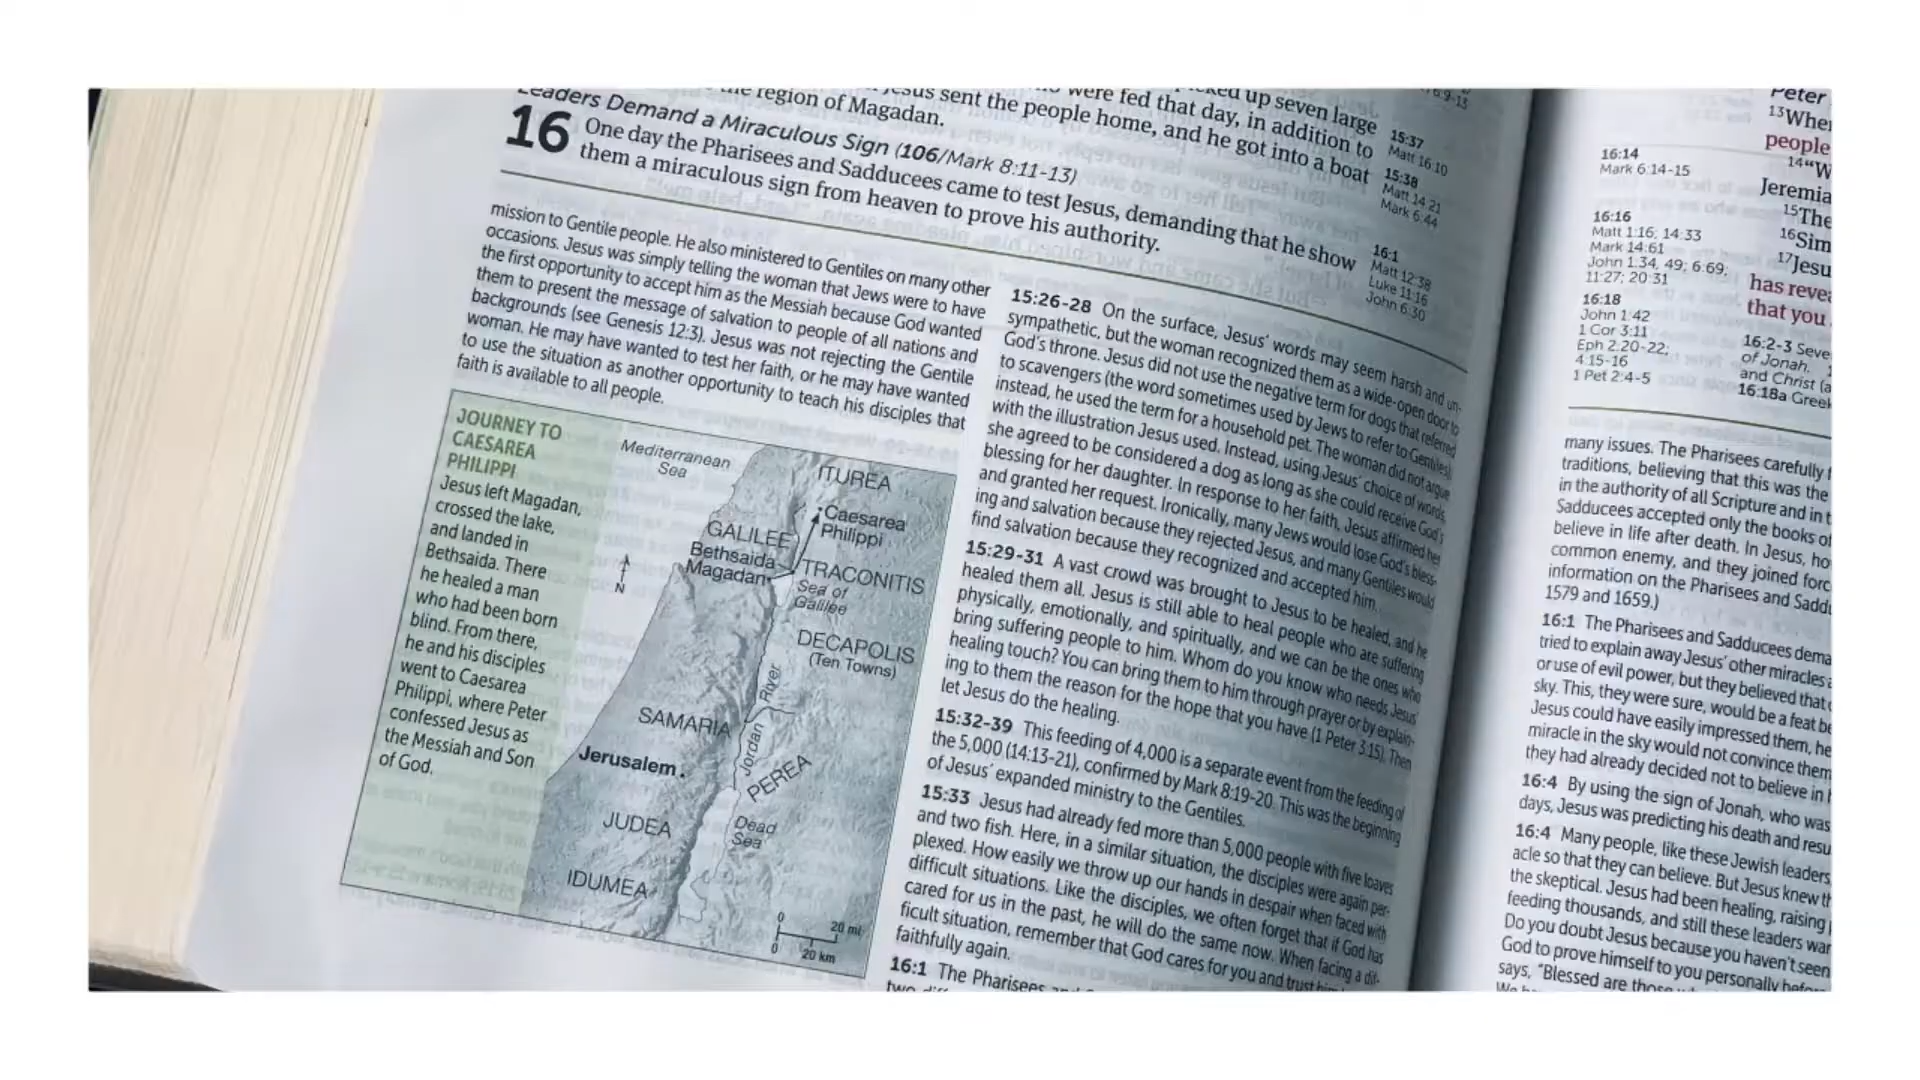 picked up seven large
were fed that day, in addition to
Jesus sent the people home, and he got into a boat
the region of Magadan.
Leaders Demand a Miraculous Sign (106/Mark 8:11-13)
16 One day the Pharisees and Sadducees came to test Jesus, demanding that he show
them a miraculous sign from heaven to prove his authority.
15:37
Matt 16:10
15:38
Matt 14:21
Mark 6:44
16:1
Matt 12:38
Luke 11:16
John 6:30
mission to Gentile people. He also ministered to Gentiles on many other
occasions. Jesus was simply telling the woman that Jews were to have
the first opportunity to accept him as the Messiah because God wanted
them to present the message of salvation to people of all nations and
backgrounds (see Genesis 12:3). Jesus was not rejecting the Gentile
woman. He may have wanted to test her faith, or he may have wanted
to use the situation as another opportunity to teach his disciples that
faith is available to all people.
JOURNEY TO
CAESAREA
PHILIPPI
Jesus left Magadan,
crossed the lake,
and landed in
Bethsaida. There
he healed a man
who had been born
blind. From there,
he and his disciples
went to Caesarea
Philippi, where Peter
confessed Jesus as
the Messiah and Son
of God.
Mediterranean
Sea
ITUREA
Caesarea
Philippi
GALILEE
Bethsaida
Magadan
TRACONITIS
Sea of
Galilee
N
DECAPOLIS
(Ten Towns)
Jordan River
SAMARIA
Jerusalem
PEREA
JUDEA
Dead
Sea
IDUMEA
0 20 mi
0 20 km
15:26-28 On the surface, Jesus' words may seem harsh and un-
sympathetic, but the woman recognized them as a wide-open door to
God's throne. Jesus did not use the negative term for dogs that referred
to scavengers (the word sometimes used by Jews to refer to Gentiles);
instead, he used the term for a household pet. The woman did not argue
with the illustration Jesus used. Instead, using Jesus' choice of words,
she agreed to be considered a dog as long as she could receive God's
blessing for her daughter. In response to her faith, Jesus affirmed her
and granted her request. Ironically, many Jews would lose God's bless-
ing and salvation because they rejected Jesus, and many Gentiles would
find salvation because they recognized and accepted him.
15:29-31 A vast crowd was brought to Jesus to be healed, and he
healed them all. Jesus is still able to heal people who are suffering
physically, emotionally, and spiritually, and we can be the ones who
bring suffering people to him. Whom do you know who needs Jesus'
healing touch? You can bring them to him through prayer or by explain-
ing to them the reason for the hope that you have (1 Peter 3:15). Then
let Jesus do the healing.
15:32-39 This feeding of 4,000 is a separate event from the feeding of
the 5,000 (14:13-21), confirmed by Mark 8:19-20. This was the beginning
of Jesus' expanded ministry to the Gentiles.
15:33 Jesus had already fed more than 5,000 people with five loaves
and two fish. Here, in a similar situation, the disciples were again per-
plexed. How easily we throw up our hands in despair when faced with
difficult situations. Like the disciples, we often forget that if God has
cared for us in the past, he will do the same now. When facing a dif-
ficult situation, remember that God cares for you and trust him
faithfully again.
16:1 The Pharisees
Peter
13Whe
people
14"W
Jeremia
15The
16Sim
17Jesu
has revea
that you
16:14
Mark 6:14-15
16:16
Matt 1:16; 14:33
Mark 14:61
John 1:34, 49; 6:69;
11:27; 20:31
16:18
John 1:42
1 Cor 3:11
Eph 2:20-22;
4:15-16
1 Pet 2:4-5
16:2-3 Seve
of Jonah.
and Christ (a
16:18a Greek
many issues. The Pharisees carefully f
traditions, believing that this was the
in the authority of all Scripture and in t
Sadducees accepted only the books of
believe in life after death. In Jesus, ho
common enemy, and they joined forc
information on the Pharisees and Saddu
1579 and 1659.)
16:1 The Pharisees and Sadducees dema
tried to explain away Jesus' other miracles
or use of evil power, but they believed that
sky. This, they were sure, would be a feat be
Jesus could have easily impressed them, he
miracle in the sky would not convince them
they had already decided not to believe in
16:4 By using the sign of Jonah, who was
days, Jesus was predicting his death and resu
16:4 Many people, like these Jewish leaders,
acle so that they can believe. But Jesus knew th
the skeptical. Jesus had been healing, raising
feeding thousands, and still these leaders wan
Do you doubt Jesus because you haven't seen
God to prove himself to you personally before
says, "Blessed are those